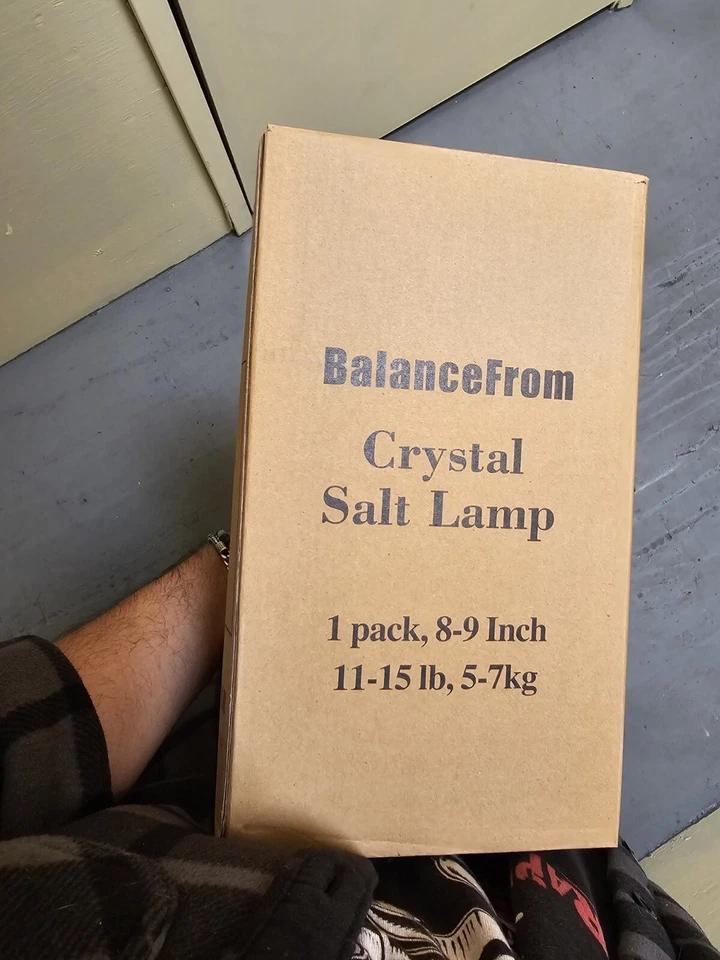 BalanceFrom
Crystal
Salt Lamp
1 pack, 8-9 Inch
11-15 lb, 5-7kg